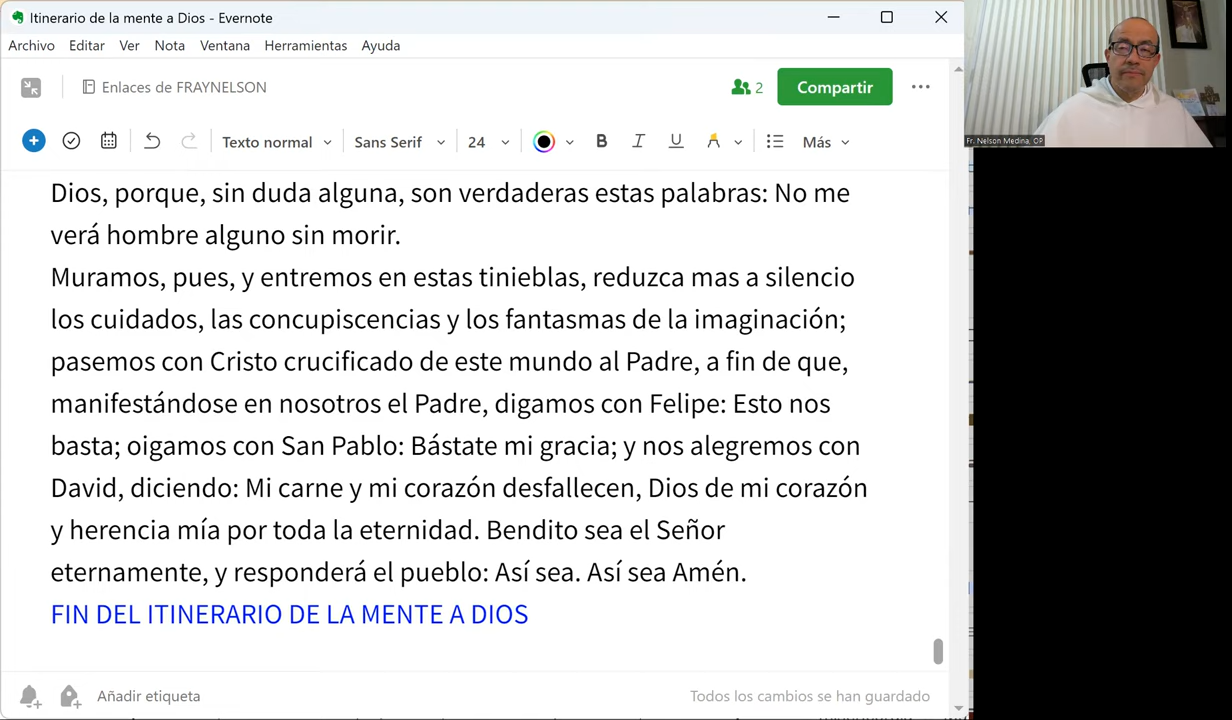 Itinerario de la mente a Dios - Evernote
Archivo Editar Ver Nota Ventana Herramientas Ayuda
Enlaces de FRAYNELSON
2
Compartir
Texto normal
Sans Serif
24
B I U A
Más
Dios, porque, sin duda alguna, son verdaderas estas palabras: No me
verá hombre alguno sin morir.
Muramos, pues, y entremos en estas tinieblas, reduzca mas a silencio
los cuidados, las concupiscencias y los fantasmas de la imaginación;
pasemos con Cristo crucificado de este mundo al Padre, a fin de que,
manifestándose en nosotros el Padre, digamos con Felipe: Esto nos
basta; oigamos con San Pablo: Bástate mi gracia; y nos alegremos con
David, diciendo: Mi carne y mi corazón desfallecen, Dios de mi corazón
y herencia mía por toda la eternidad. Bendito sea el Señor
eternamente, y responderá el pueblo: Así sea. Así sea Amén.
FIN DEL ITINERARIO DE LA MENTE A DIOS
Añadir etiqueta
Todos los cambios se han guardado
Fr. Nelson Medina, OP